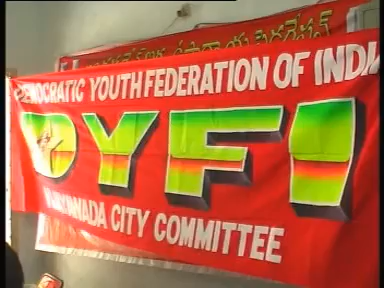 DEMOCRATIC YOUTH FEDERATION OF INDI
DYFI
VIJAYAWADA CITY COMMITTEE